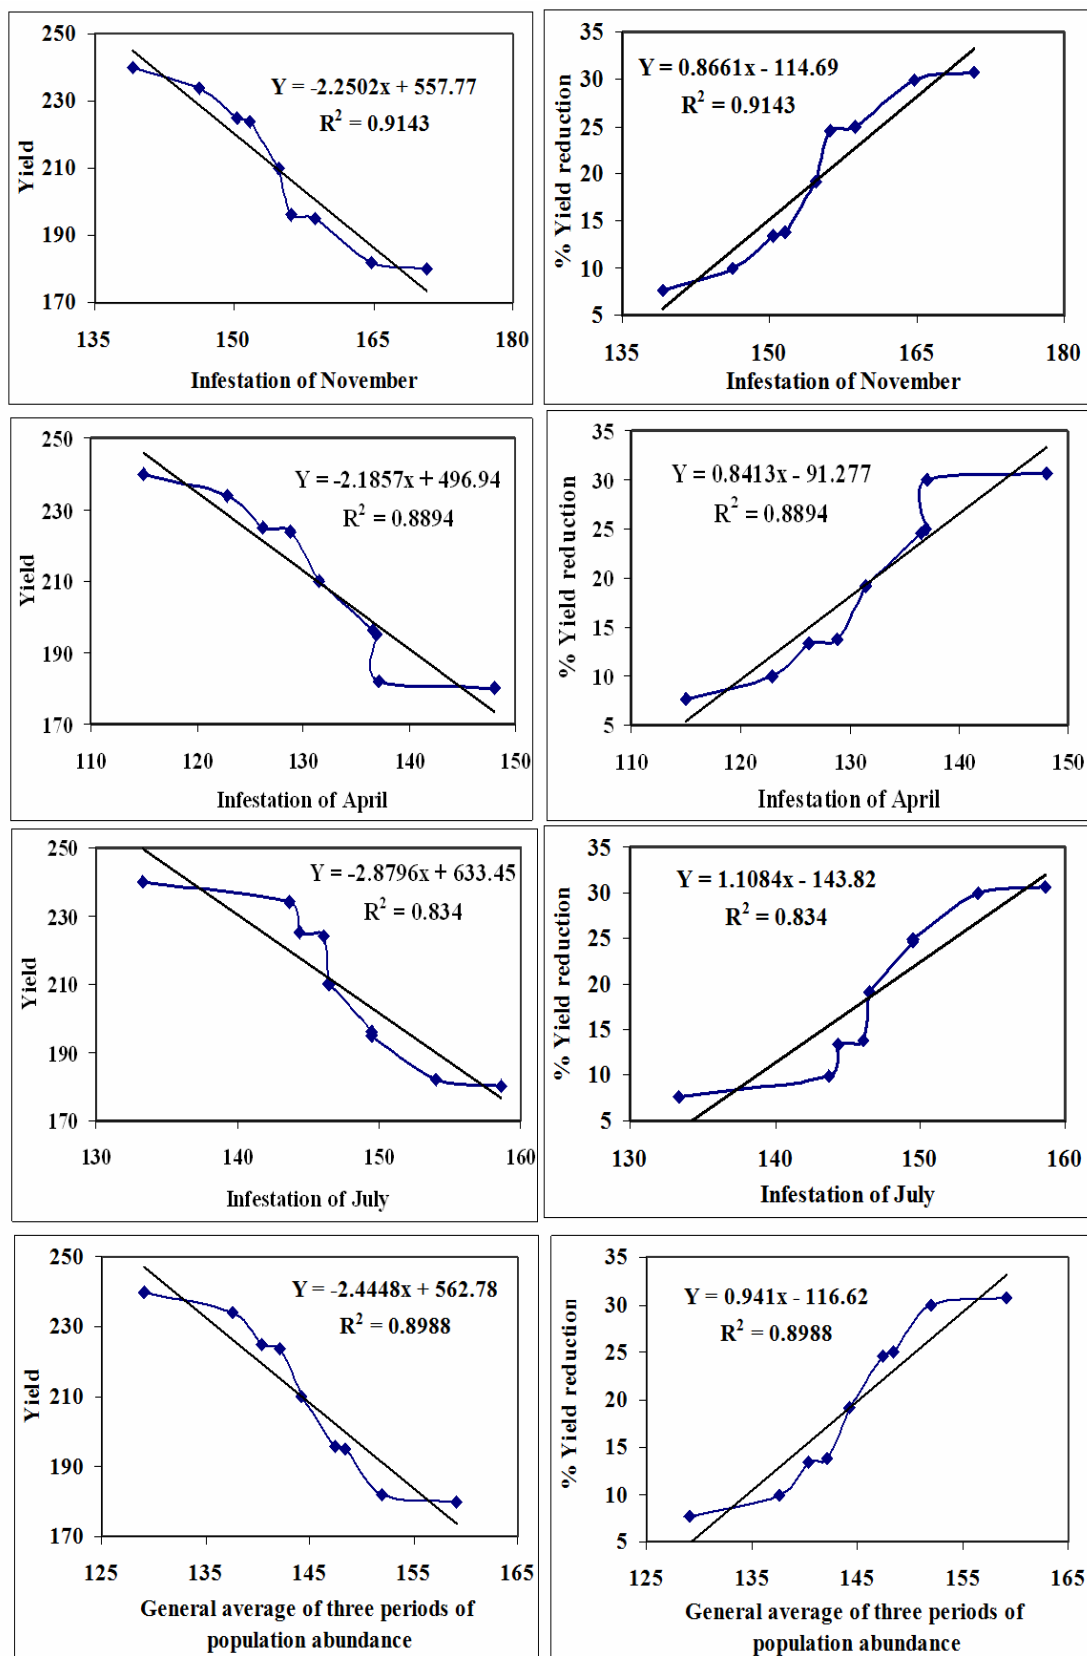 250
230
210
190
170
Yield
Y = -2.2502x + 557.77
R² = 0.9143
135 150 165 180
Infestation of November
35
30
25
20
15
10
5
% Yield reduction
Y = 0.8661x - 114.69
R² = 0.9143
135 150 165 180
Infestation of November
250
230
210
190
170
Yield
Y = -2.1857x + 496.94
R² = 0.8894
110 120 130 140 150
Infestation of April
35
30
25
20
15
10
5
% Yield reduction
Y = 0.8413x - 91.277
R² = 0.8894
110 120 130 140 150
Infestation of April
250
230
210
190
170
Yield
Y = -2.8796x + 633.45
R² = 0.834
130 140 150 160
Infestation of July
35
30
25
20
15
10
5
% Yield reduction
Y = 1.1084x - 143.82
R² = 0.834
130 140 150 160
Infestation of July
250
230
210
190
170
Yield
Y = -2.4448x + 562.78
R² = 0.8988
125 135 145 155 165
General average of three periods of
population abundance
35
30
25
20
15
10
5
% Yield reduction
Y = 0.941x - 116.62
R² = 0.8988
125 135 145 155 165
General average of three periods of
population abundance